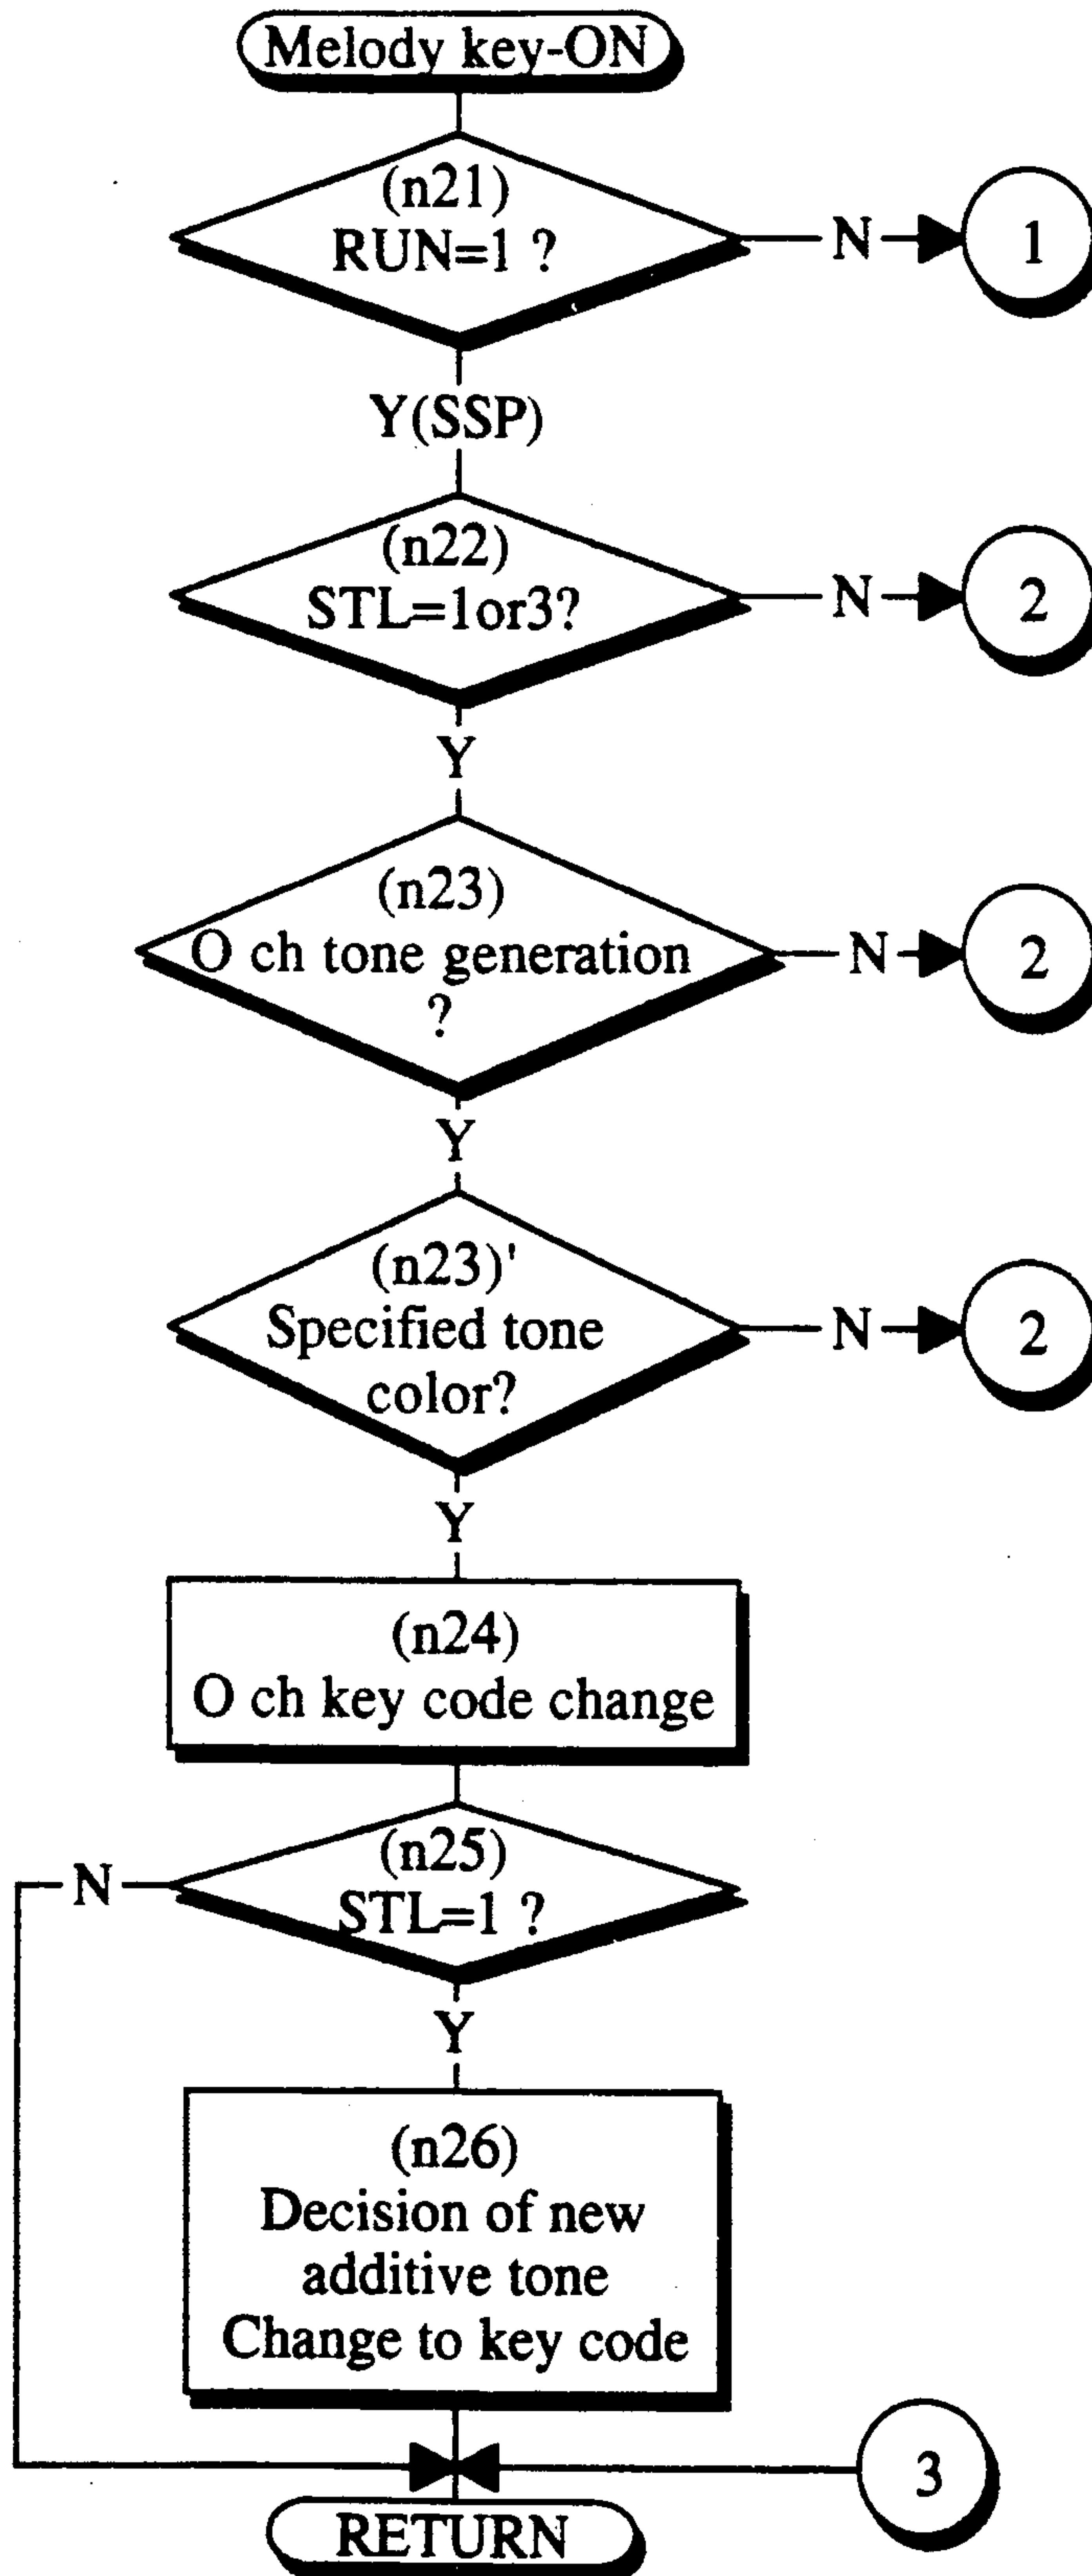 Melody key-ON
(n21)
RUN=1 ?
N
1
Y(SSP)
(n22)
STL=1or3?
N
2
Y
(n23)
O ch tone generation
?
N
2
Y
(n23)'
Specified tone
color?
N
2
Y
(n24)
O ch key code change
(n25)
STL=1 ?
N
Y
(n26)
Decision of new
additive tone
Change to key code
3
RETURN